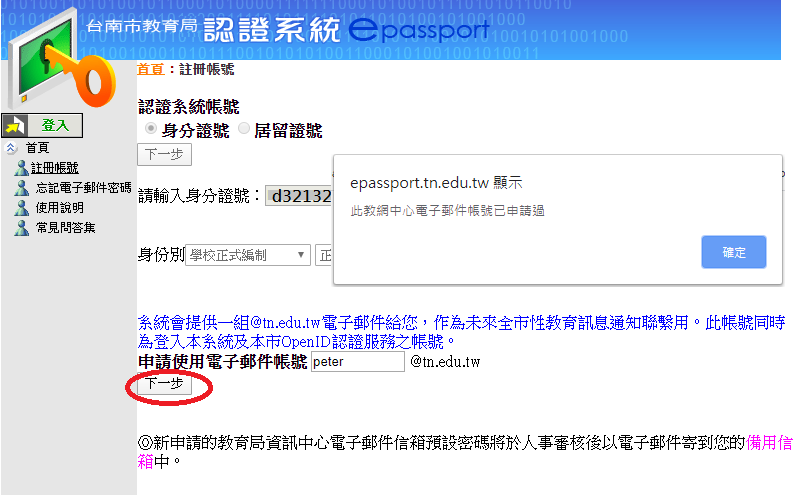 台南市教育局 認證系統 epassport
首頁：註冊帳號
認證系統帳號
身分證號 居留證號
下一步
登入
首頁
註冊帳號
忘記電子郵件密碼
使用說明
常見問答集
請輸入身分證號： d32132
epassport.tn.edu.tw 顯示
此教網中心電子郵件帳號已申請過
確定
身份別 學校正式編制 正
系統會提供一組@tn.edu.tw電子郵件給您，作為未來全市性教育訊息通知聯繫用。此帳號同時
為登入本系統及本市OpenID認證服務之帳號。
申請使用電子郵件帳號 peter @tn.edu.tw
下一步
◎新申請的教育局資訊中心電子郵件信箱預設密碼將於人事審核後以電子郵件寄到您的備用信
箱中。